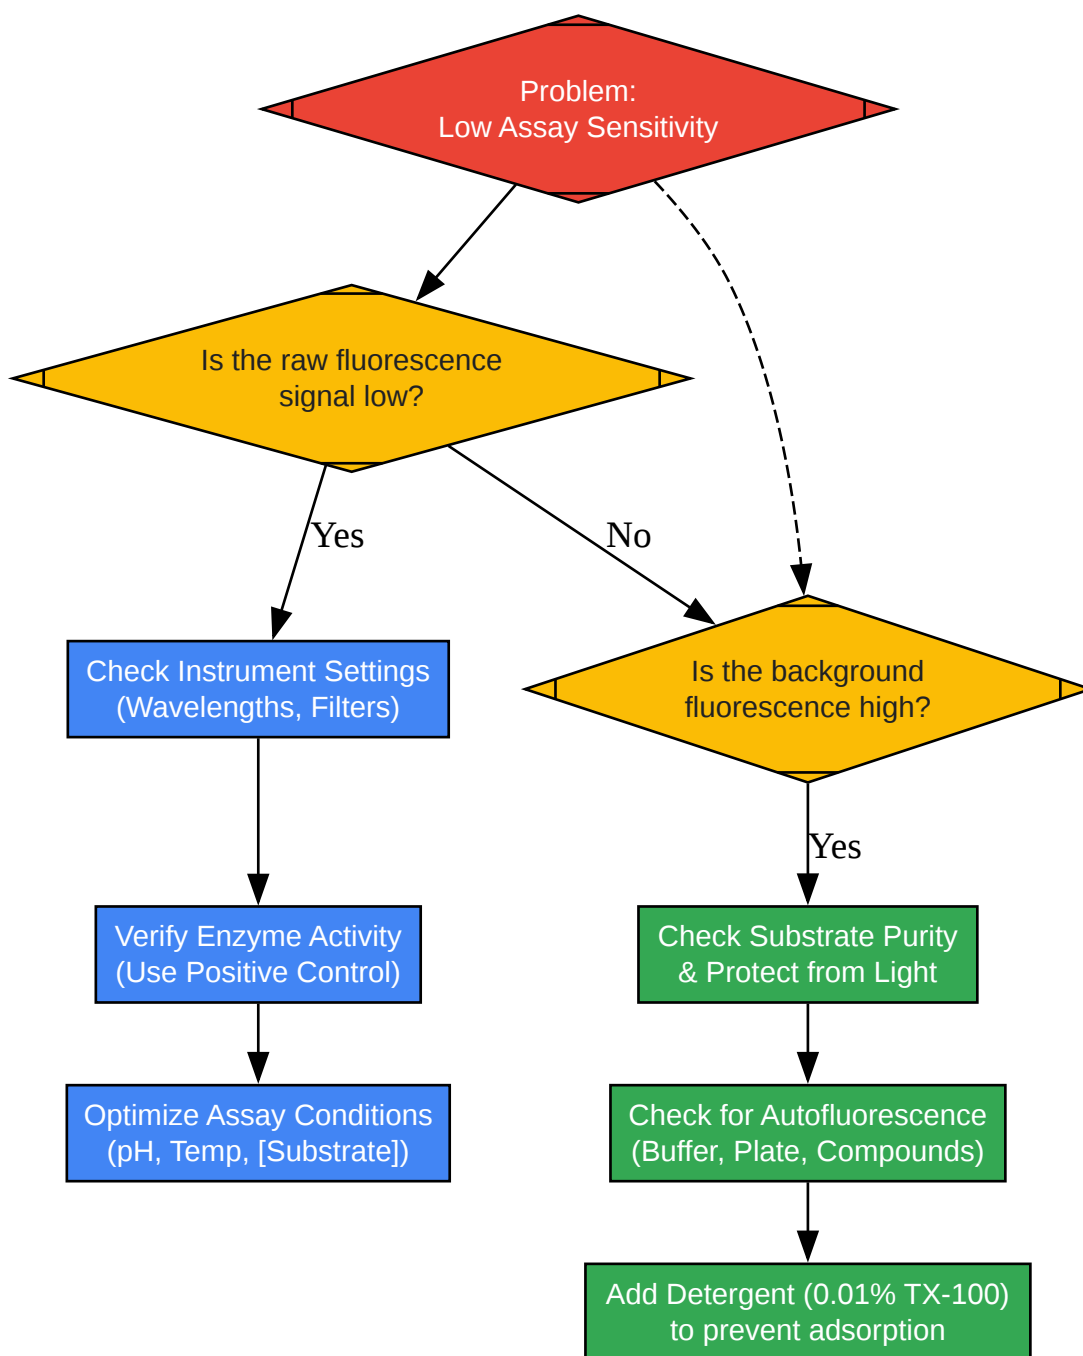 Problem:
Low Assay Sensitivity
Is the raw fluorescence
signal low?
Yes
No
Check Instrument Settings
(Wavelengths, Filters)
Is the background
fluorescence high?
Yes
Verify Enzyme Activity
(Use Positive Control)
Check Substrate Purity
& Protect from Light
Optimize Assay Conditions
(pH, Temp, [Substrate])
Check for Autofluorescence
(Buffer, Plate, Compounds)
Add Detergent (0.01% TX-100)
to prevent adsorption